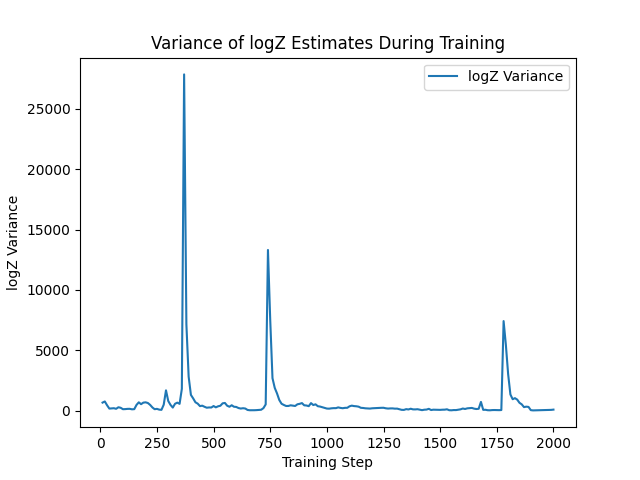 Variance of logZ Estimates During Training
logZ Variance
25000
20000
15000
10000
5000
0
logZ Variance
0 250 500 750 1000 1250 1500 1750 2000
Training Step